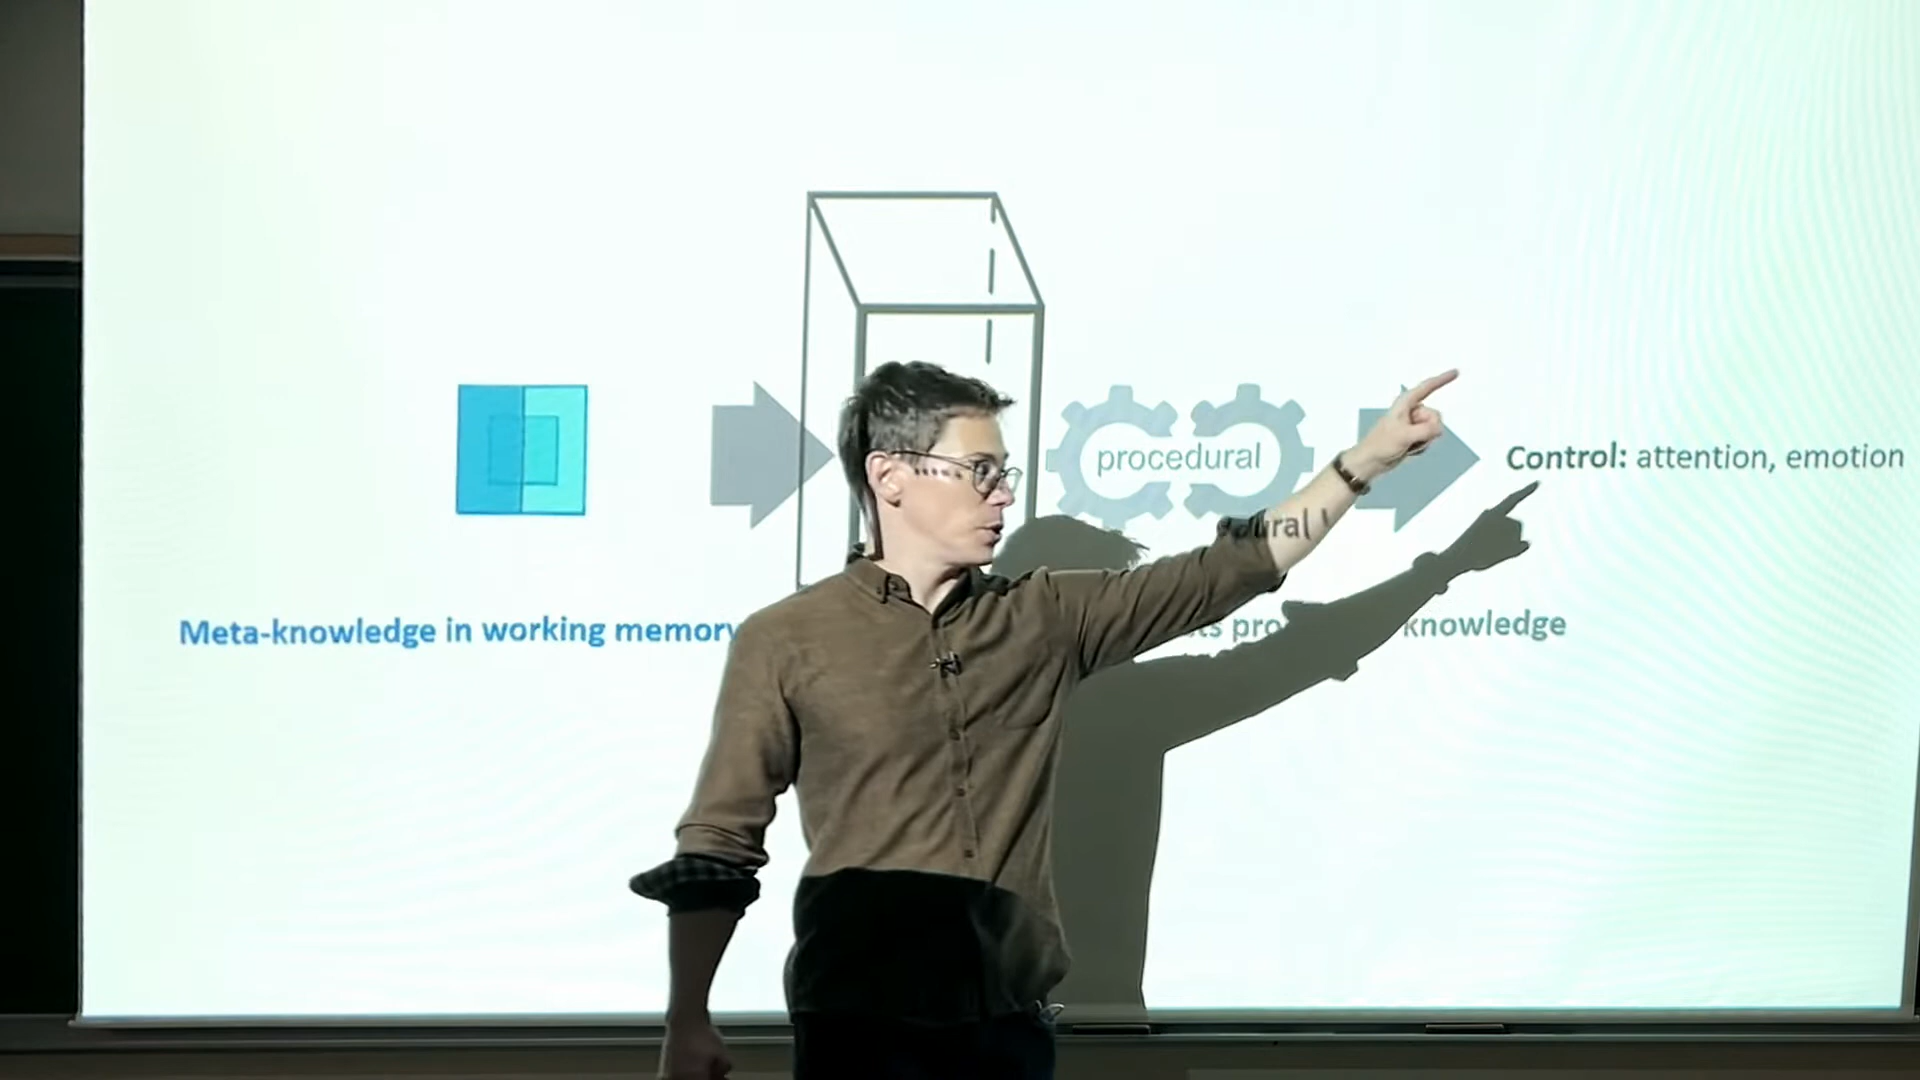 procedural
Control: attention, emotion
Meta-knowledge in working memory
knowledge